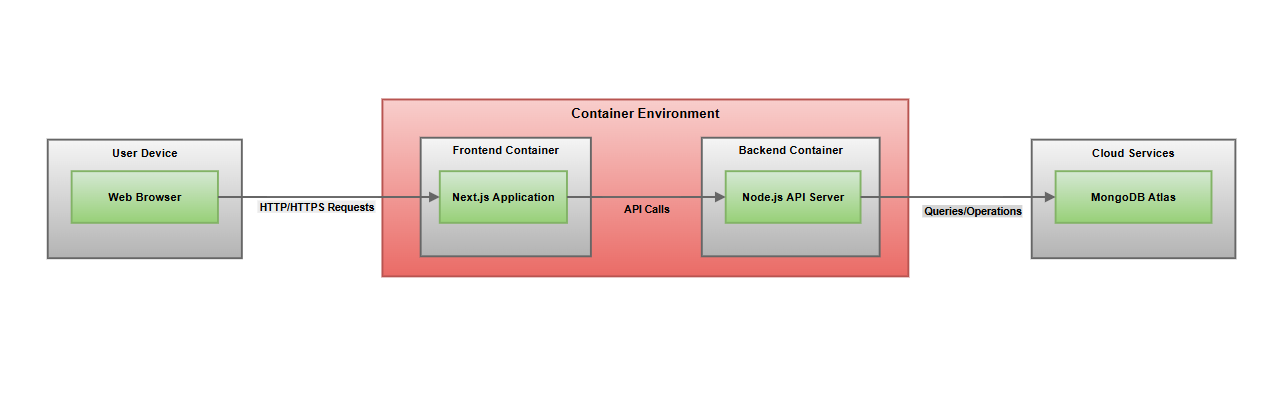 Container Environment
User Device
Frontend Container
Backend Container
Cloud Services
Web Browser
Next.js Application
Node.js API Server
MongoDB Atlas
HTTP/HTTPS Requests
API Calls
Queries/Operations